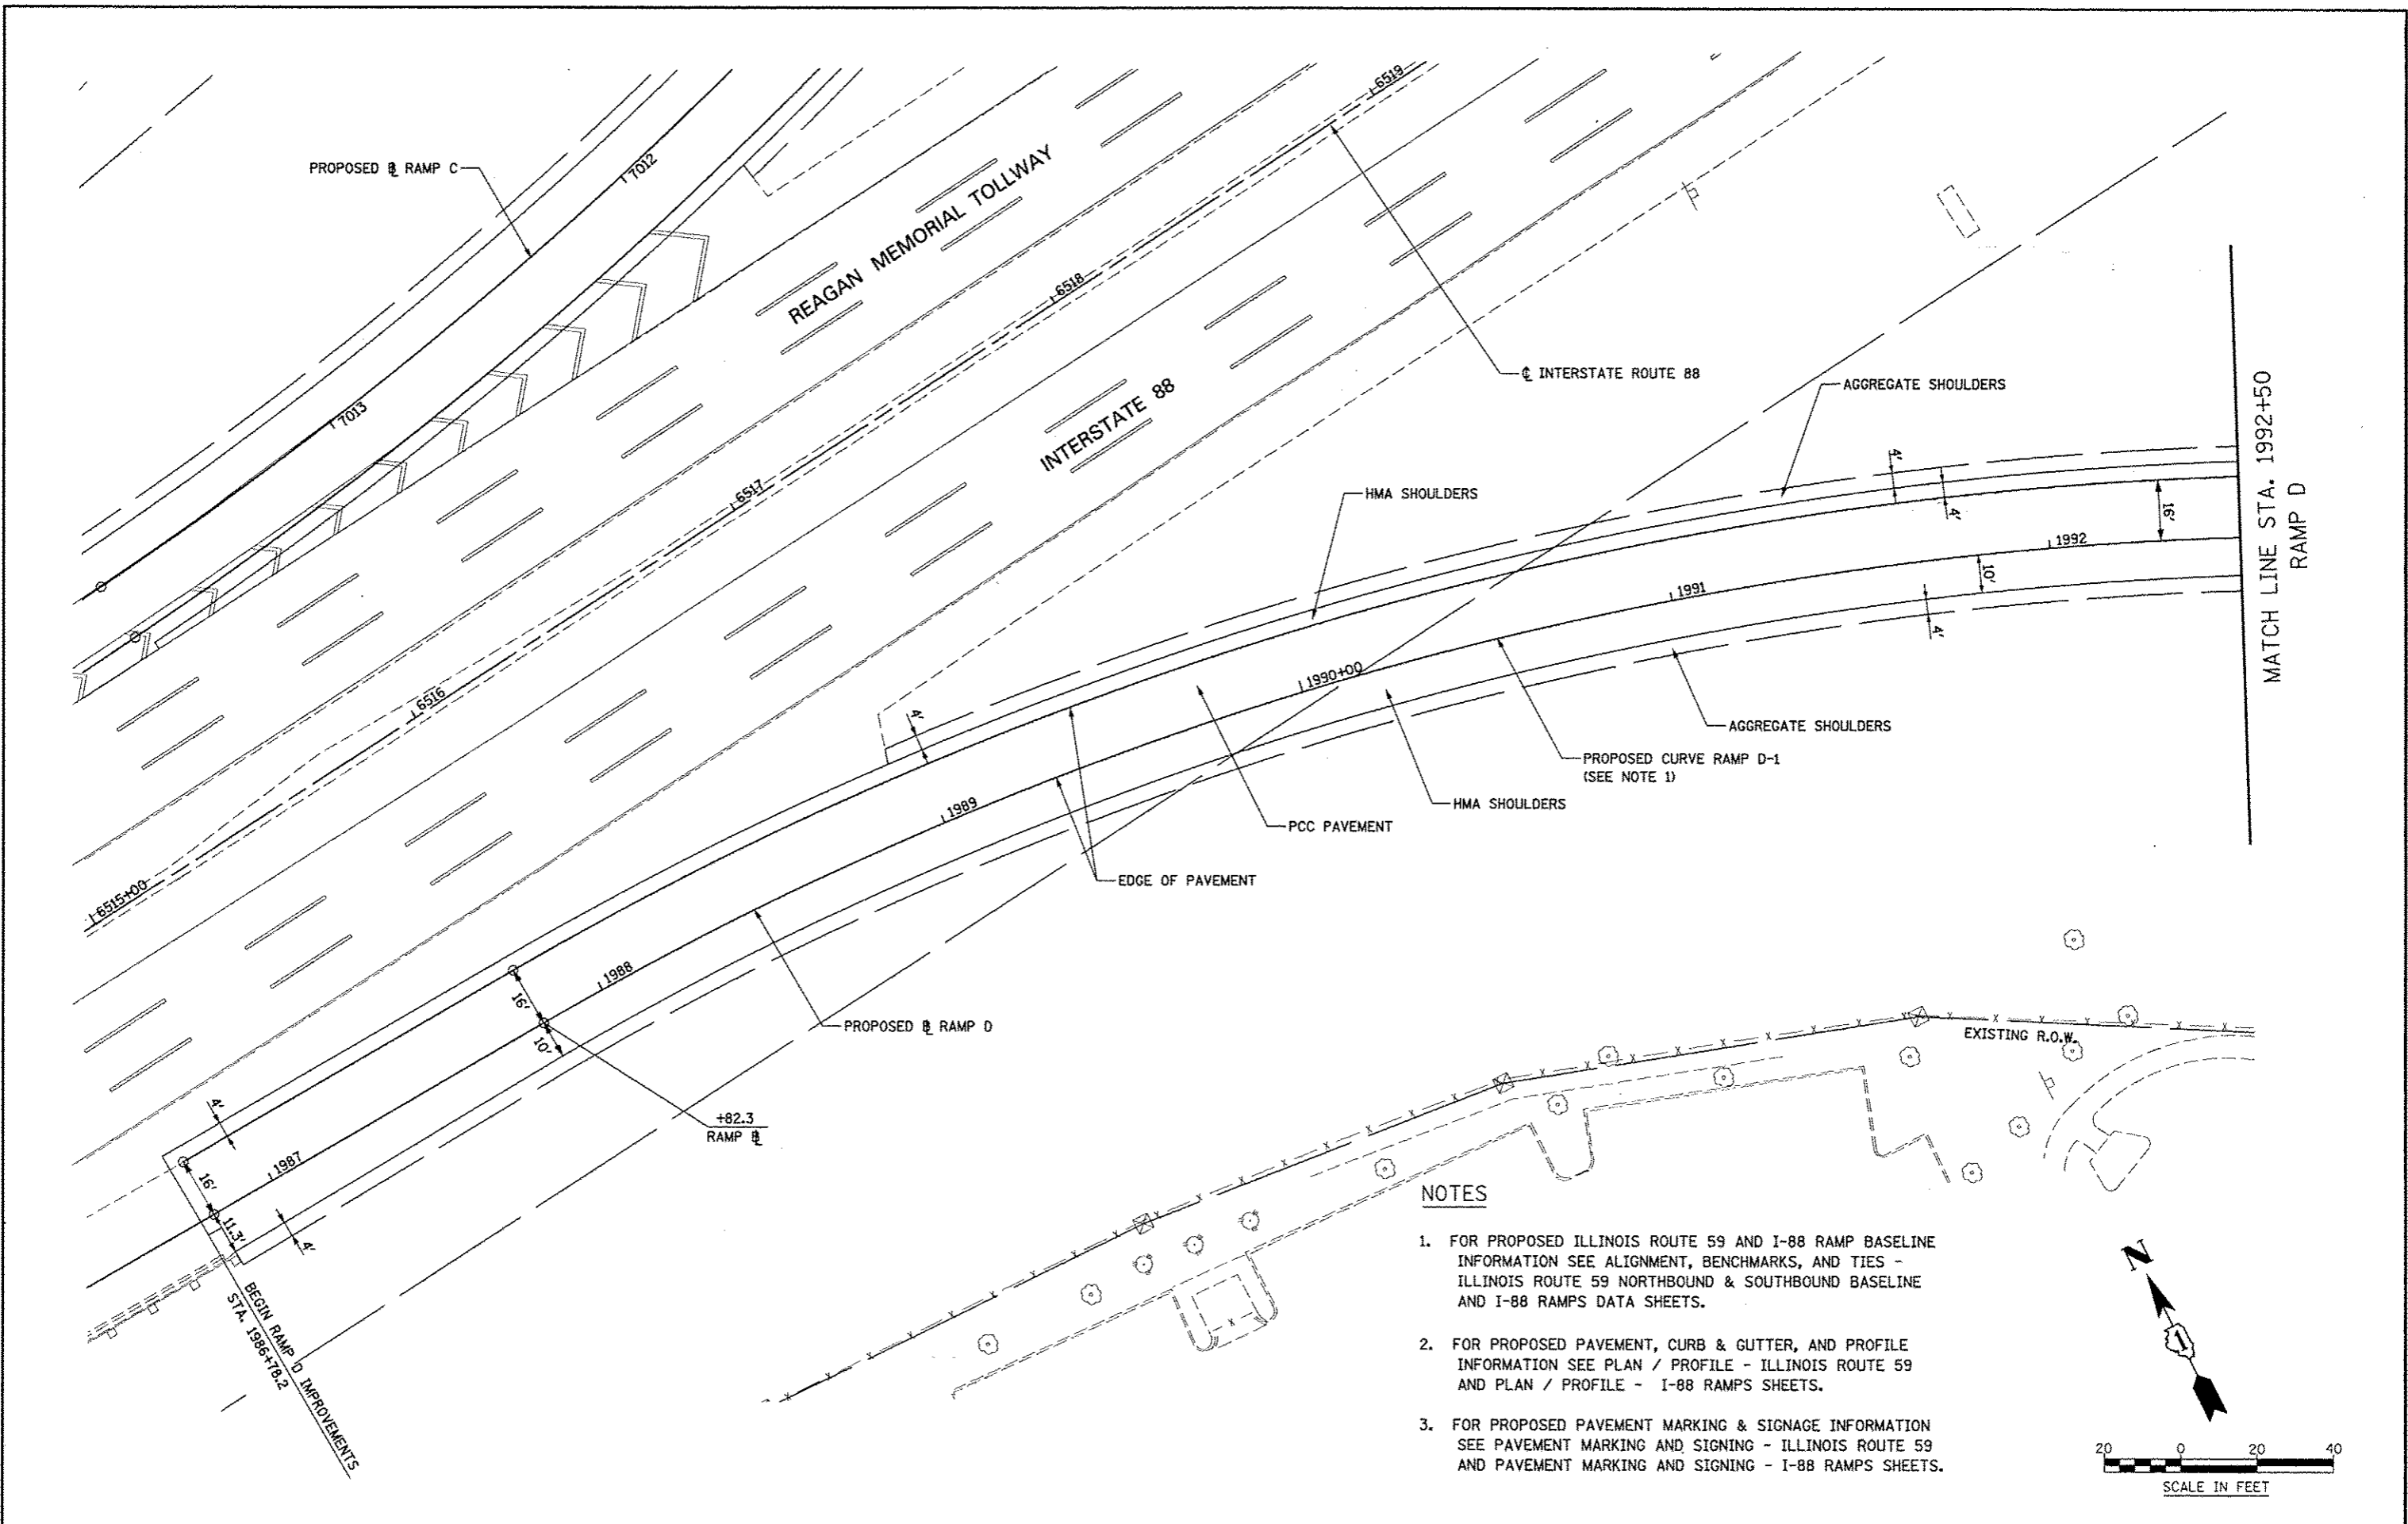 PROPOSED ℄ RAMP C
7012
7013
REAGAN MEMORIAL TOLLWAY
INTERSTATE 88
6519
6518
6517
6516
6515+00
℄ INTERSTATE ROUTE 88
AGGREGATE SHOULDERS
HMA SHOULDERS
4'
4'
16'
1992
10'
4'
1991
1990+00
MATCH LINE STA. 1992+50
RAMP D
AGGREGATE SHOULDERS
PROPOSED CURVE RAMP D-1
(SEE NOTE 1)
HMA SHOULDERS
PCC PAVEMENT
EDGE OF PAVEMENT
4'
1989
1988
16'
10'
PROPOSED ℄ RAMP D
+82.3
RAMP ℄
4'
1987
16'
11.3'
4'
BEGIN RAMP D IMPROVEMENTS
STA. 1986+78.2
EXISTING R.O.W.
NOTES
1. FOR PROPOSED ILLINOIS ROUTE 59 AND I-88 RAMP BASELINE
INFORMATION SEE ALIGNMENT, BENCHMARKS, AND TIES -
ILLINOIS ROUTE 59 NORTHBOUND & SOUTHBOUND BASELINE
AND I-88 RAMPS DATA SHEETS.
2. FOR PROPOSED PAVEMENT, CURB & GUTTER, AND PROFILE
INFORMATION SEE PLAN / PROFILE - ILLINOIS ROUTE 59
AND PLAN / PROFILE - I-88 RAMPS SHEETS.
3. FOR PROPOSED PAVEMENT MARKING & SIGNAGE INFORMATION
SEE PAVEMENT MARKING AND SIGNING - ILLINOIS ROUTE 59
AND PAVEMENT MARKING AND SIGNING - I-88 RAMPS SHEETS.
N
1
20 0 20 40
SCALE IN FEET